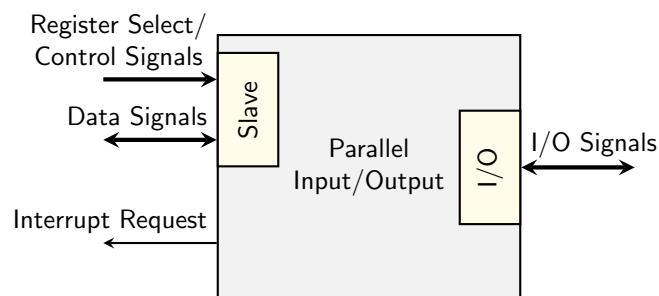 Register Select/
Control Signals
Data Signals
Interrupt Request
Slave
Parallel
Input/Output
I/O
I/O Signals